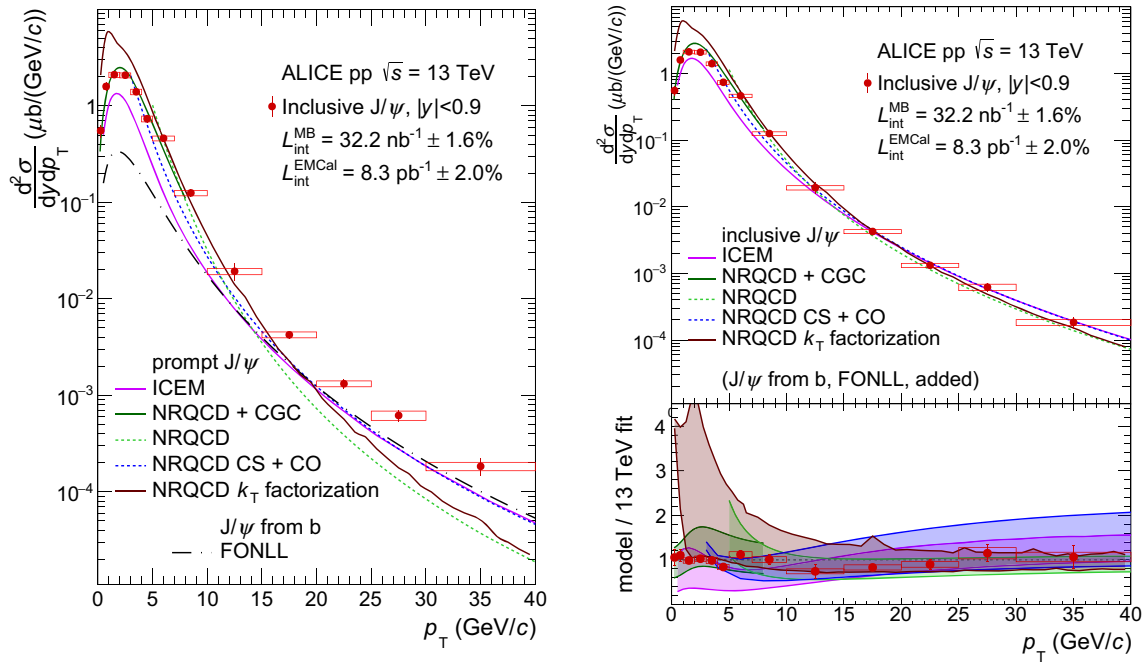 d²σ/dydp_T (μb/(GeV/c))
10
1
10⁻¹
10⁻²
10⁻³
10⁻⁴
ALICE pp √s = 13 TeV
Inclusive J/ψ, |y|<0.9
L_int^MB = 32.2 nb⁻¹ ± 1.6%
L_int^EMCal = 8.3 pb⁻¹ ± 2.0%
prompt J/ψ
ICEM
NRQCD + CGC
NRQCD
NRQCD CS + CO
NRQCD k_T factorization
J/ψ from b
FONLL
0 5 10 15 20 25 30 35 40
p_T (GeV/c)
d²σ/dydp_T (μb/(GeV/c))
1
10⁻¹
10⁻²
10⁻³
10⁻⁴
ALICE pp √s = 13 TeV
Inclusive J/ψ, |y|<0.9
L_int^MB = 32.2 nb⁻¹ ± 1.6%
L_int^EMCal = 8.3 pb⁻¹ ± 2.0%
inclusive J/ψ
ICEM
NRQCD + CGC
NRQCD
NRQCD CS + CO
NRQCD k_T factorization
(J/ψ from b, FONLL, added)
model / 13 TeV fit
4
3
2
1
0 5 10 15 20 25 30 35 40
p_T (GeV/c)